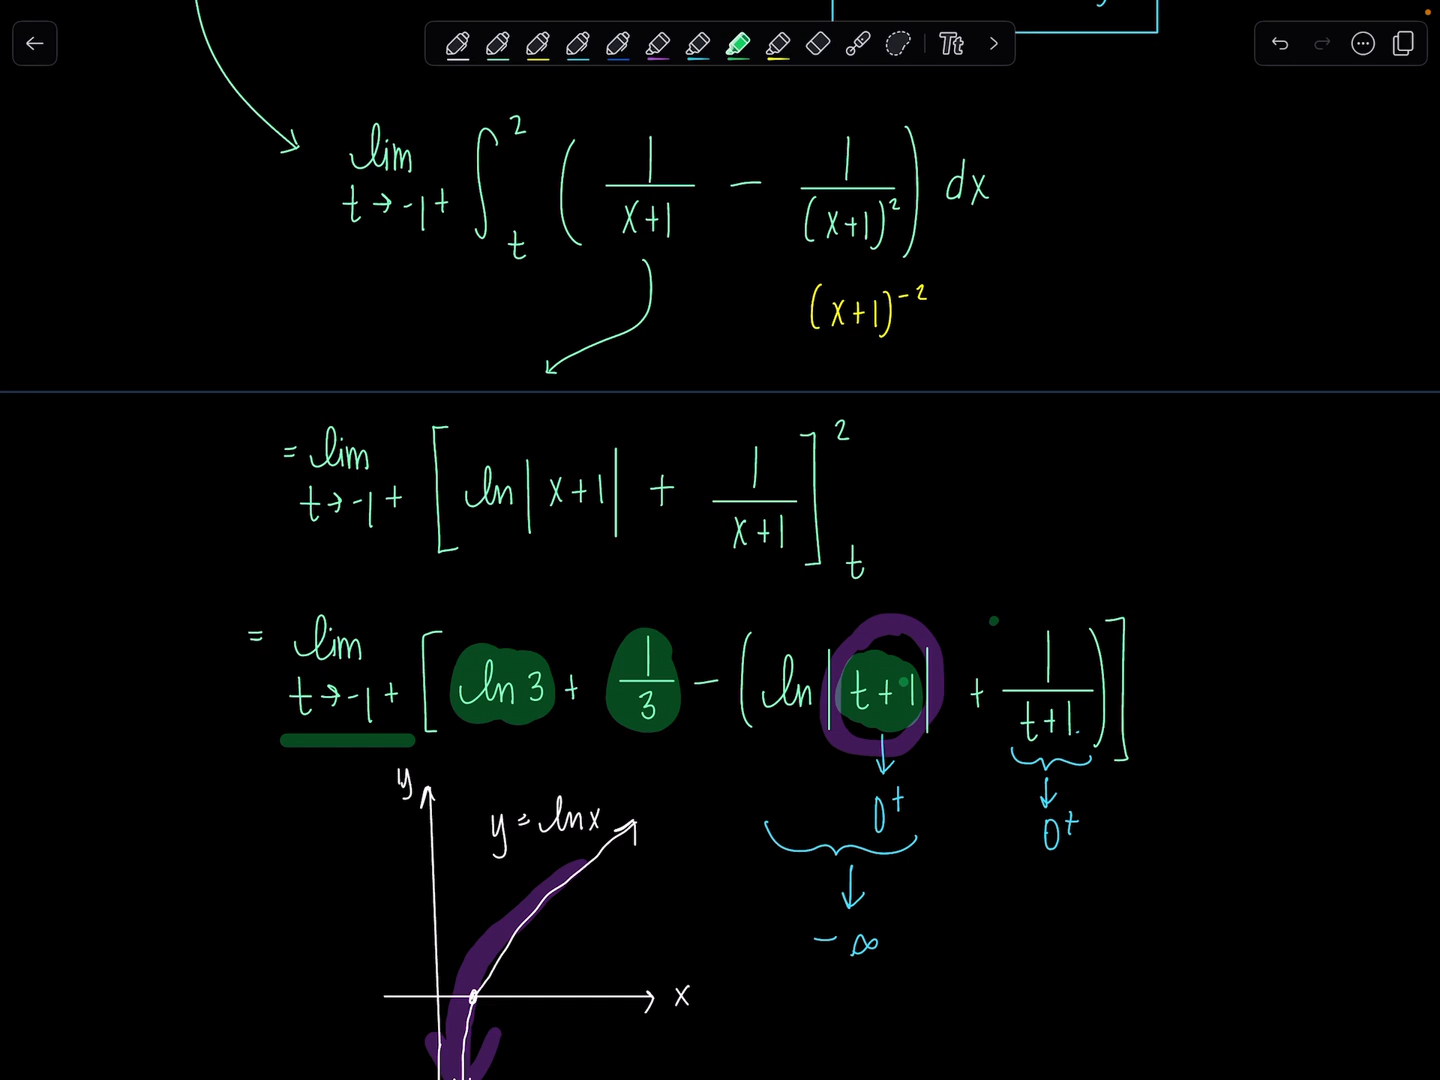 Tt
lim t→-1+ ∫_t^2 ( 1/(x+1) - 1/(x+1)^2 ) dx
(x+1)^-2
= lim t→-1+ [ ln|x+1| + 1/(x+1) ]_t^2
= lim t→-1+ [ ln 3 + 1/3 - ( ln|t+1| + 1/(t+1) ) ]
0+
0+
-∞
y
y = ln x
x